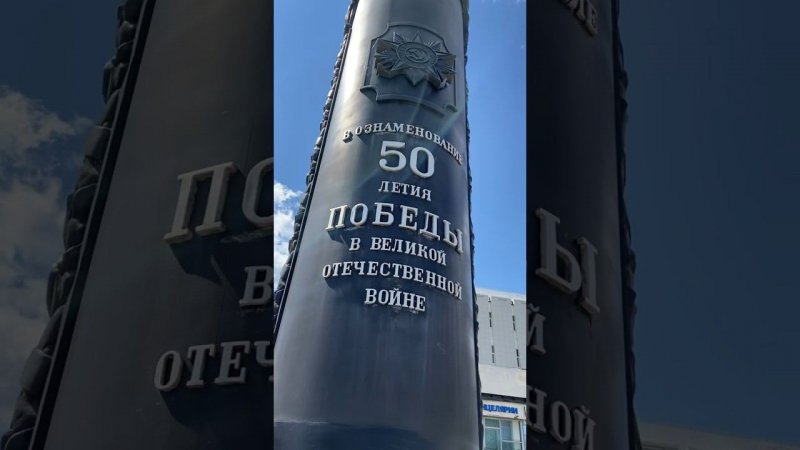 В ОЗНАМЕНОВАНИЕ
50
ЛЕТИЯ
ПОБЕДЫ
В ВЕЛИКОЙ
ОТЕЧЕСТВЕННОЙ
ВОЙНЕ